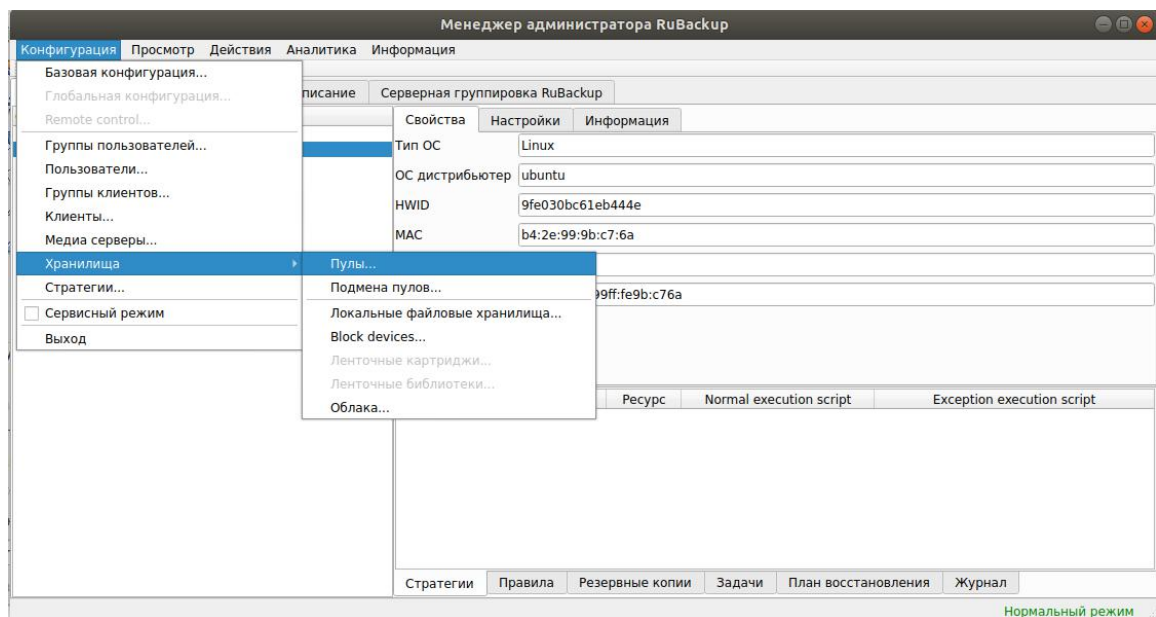 Менеджер администратора RuBackup
Конфигурация Просмотр Действия Аналитика Информация
Базовая конфигурация...
Глобальная конфигурация... писание Серверная группировка RuBackup
Remote control... Свойства Настройки Информация
Группы пользователей... Тип ОС Linux
Пользователи... ОС дистрибьютер ubuntu
Группы клиентов... HWID 9fe030bc61eb444e
Клиенты...
Медиа серверы... MAC b4:2e:99:9b:c7:6a
Хранилища Пулы...
Стратегии... Подмена пулов... 99ff:fe9b:c76a
Сервисный режим Локальные файловые хранилища...
Выход Block devices...
Ленточные картриджи...
Ленточные библиотеки...
Облака... Ресурс Normal execution script Exception execution script
Стратегии Правила Резервные копии Задачи План восстановления Журнал
Нормальный режим